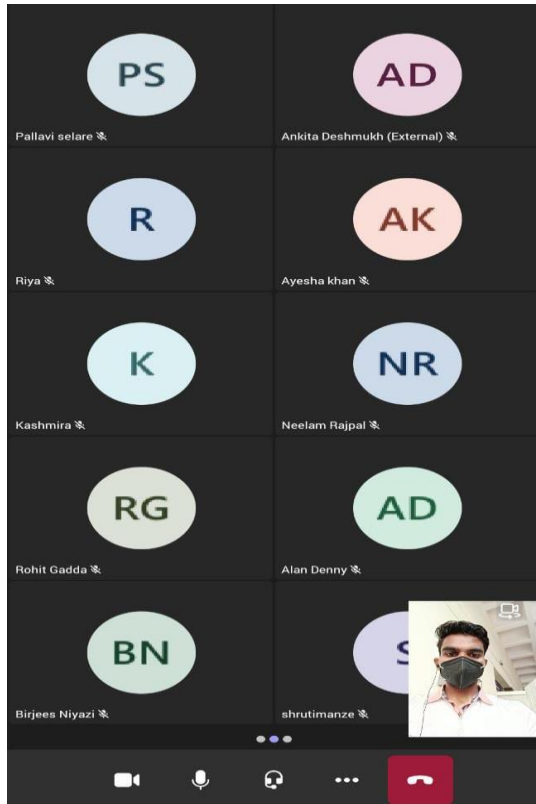 PS
AD
Pallavi selare
Ankita Deshmukh (External)
R
AK
Riya
Ayesha khan
K
NR
Kashmira
Neelam Rajpal
RG
AD
Rohit Gadda
Alan Denny
BN
S
Birjees Niyazi
shrutimanze